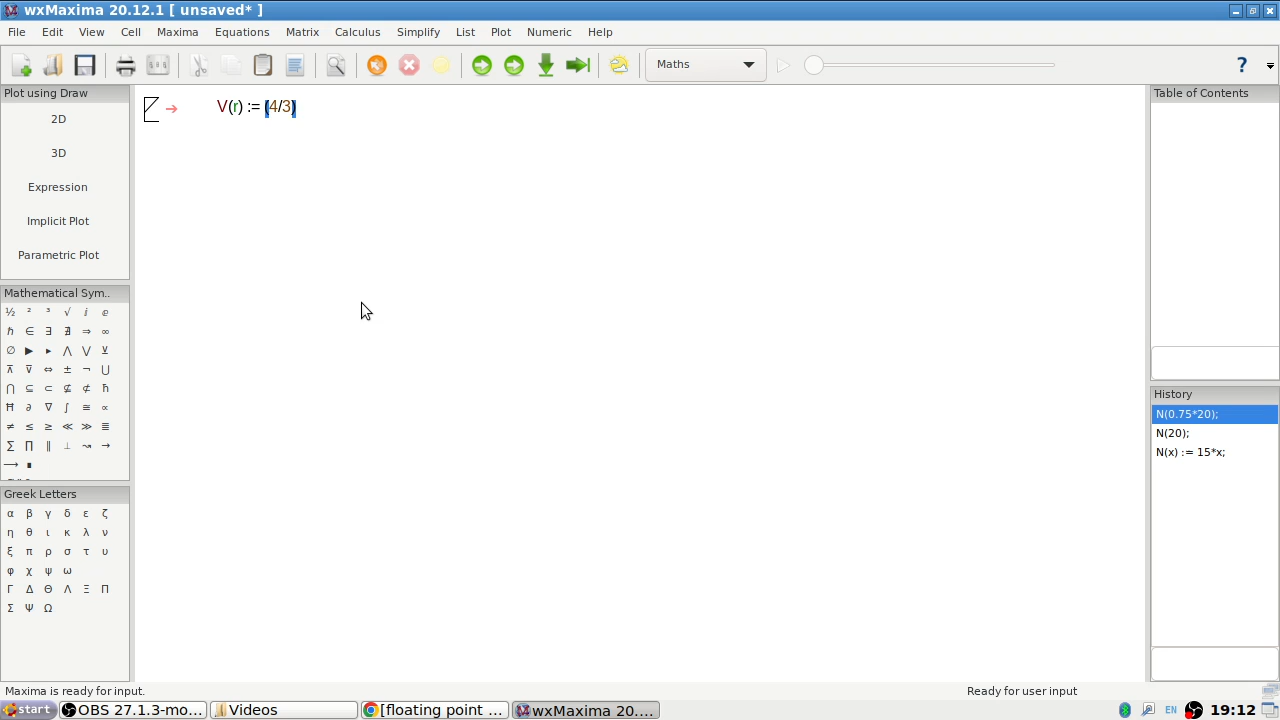 wxMaxima 20.12.1 [ unsaved* ]
File Edit View Cell Maxima Equations Matrix Calculus Simplify List Plot Numeric Help
Maths
?
Plot using Draw
2D
3D
Expression
Implicit Plot
Parametric Plot
Mathematical Sym..
½ ² ³ √ ⅈ ⅇ
ℏ ∈ ∃ ∄ ⇒ ∞
∅ ▶ ▸ ⋀ ⋁ ⊻
⊼ ⊽ ⇔ ± ¬ ⋃
⋂ ⊆ ⊂ ⊈ ⊄ ħ
Ħ ∂ ∇ ∫ ≅ ∝
≠ ≤ ≥ ≪ ≫ ≣
∑ ∏ ∥ ⟂ ↝ →
⟶ ∎
Greek Letters
α β γ δ ε ζ
η θ ι κ λ ν
ξ π ρ σ τ υ
φ χ ψ ω
Γ Δ Θ Λ Ξ Π
Σ Ψ Ω
V(r) := (4/3)
Table of Contents
History
N(0.75*20);
N(20);
N(x) := 15*x;
Maxima is ready for input.
Ready for user input
start
OBS 27.1.3-mo...
Videos
[floating point ...
wxMaxima 20....
EN
19:12